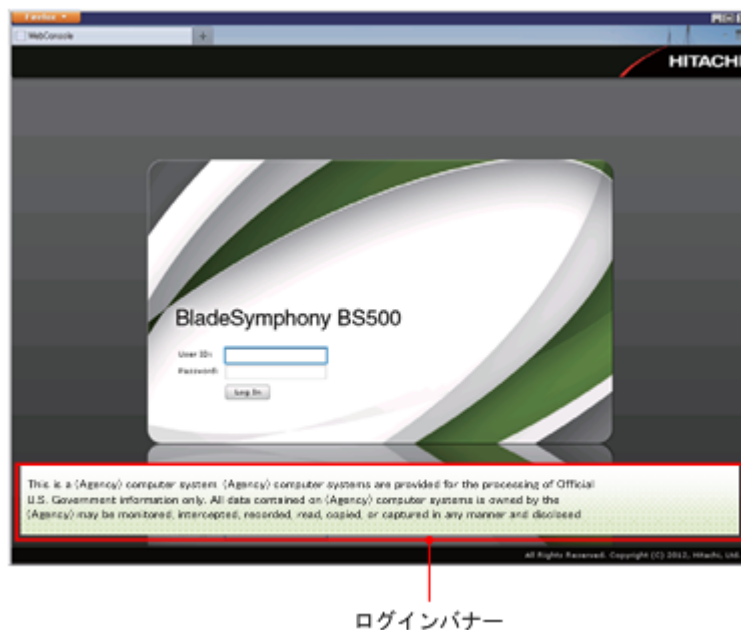 Firefox
WebConsole
+
HITACHI
BladeSymphony BS500
User ID:
Password:
Log In
This is a (Agency) computer system. (Agency) computer systems are provided for the processing of Official
U.S. Government information only. All data contained on (Agency) computer systems is owned by the
(Agency) may be monitored, intercepted, recorded, read, copied, or captured in any manner and disclosed
All Rights Reserved. Copyright (C) 2012, Hitachi, Ltd.
ログインバナー